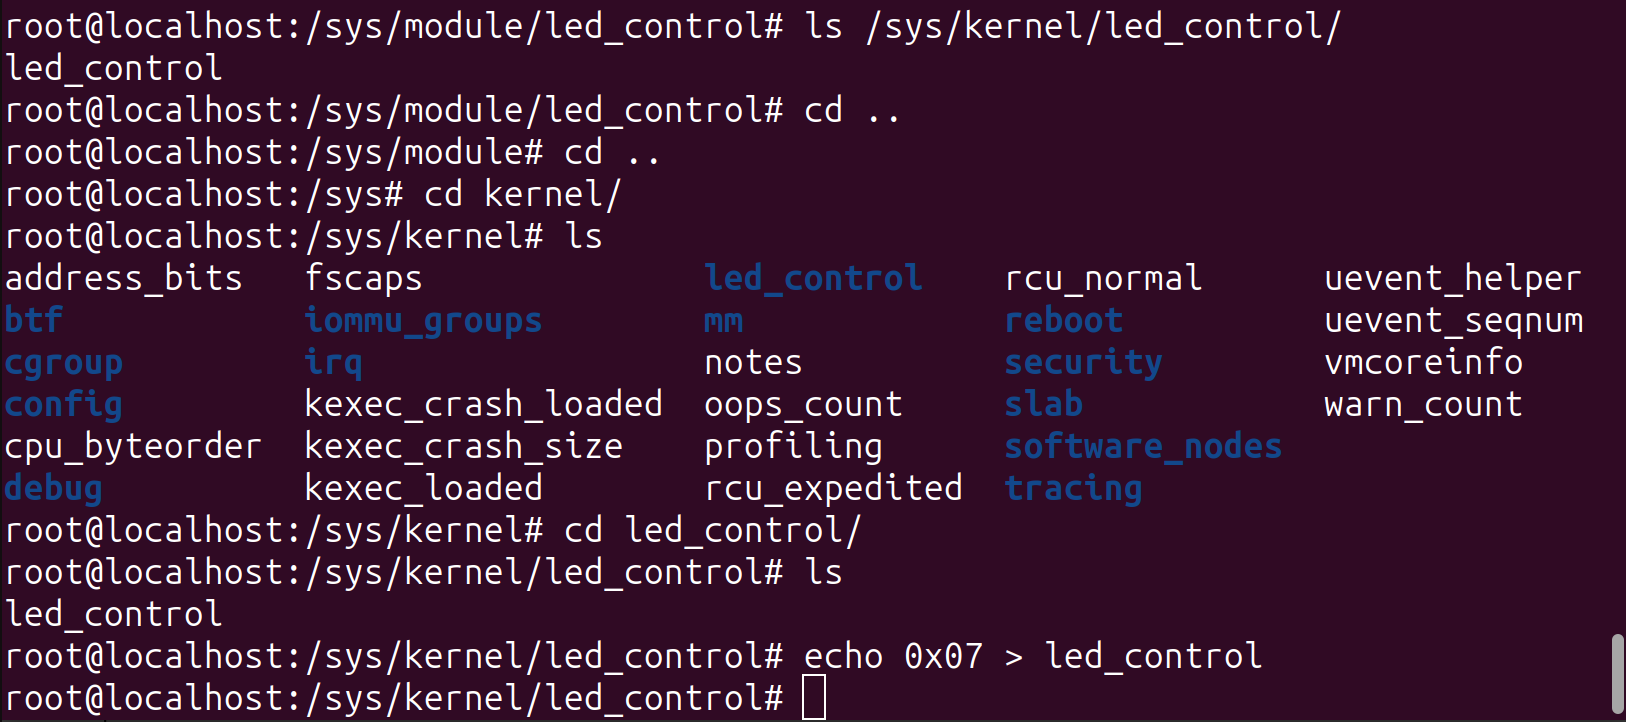 root@localhost:/sys/module/led_control# ls /sys/kernel/led_control/
led_control
root@localhost:/sys/module/led_control# cd ..
root@localhost:/sys/module# cd ..
root@localhost:/sys# cd kernel/
root@localhost:/sys/kernel# ls
address_bits   fscaps              led_control    rcu_normal      uevent_helper
btf            iommu_groups        mm             reboot          uevent_seqnum
cgroup         irq                 notes          security        vmcoreinfo
config         kexec_crash_loaded  oops_count     slab            warn_count
cpu_byteorder  kexec_crash_size    profiling      software_nodes
debug          kexec_loaded        rcu_expedited  tracing
root@localhost:/sys/kernel# cd led_control/
root@localhost:/sys/kernel/led_control# ls
led_control
root@localhost:/sys/kernel/led_control# echo 0x07 > led_control
root@localhost:/sys/kernel/led_control#